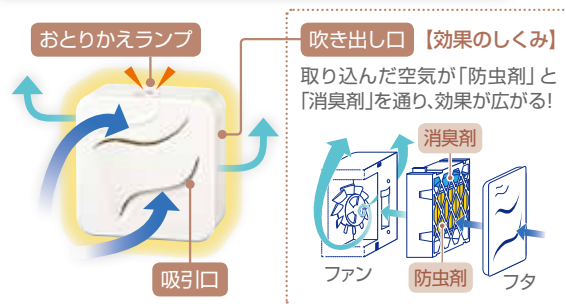 おとりかえランプ
吹き出し口
【効果のしくみ】
取り込んだ空気が「防虫剤」と
「消臭剤」を通り、効果が広がる!
消臭剤
ファン
防虫剤
フタ
吸引口